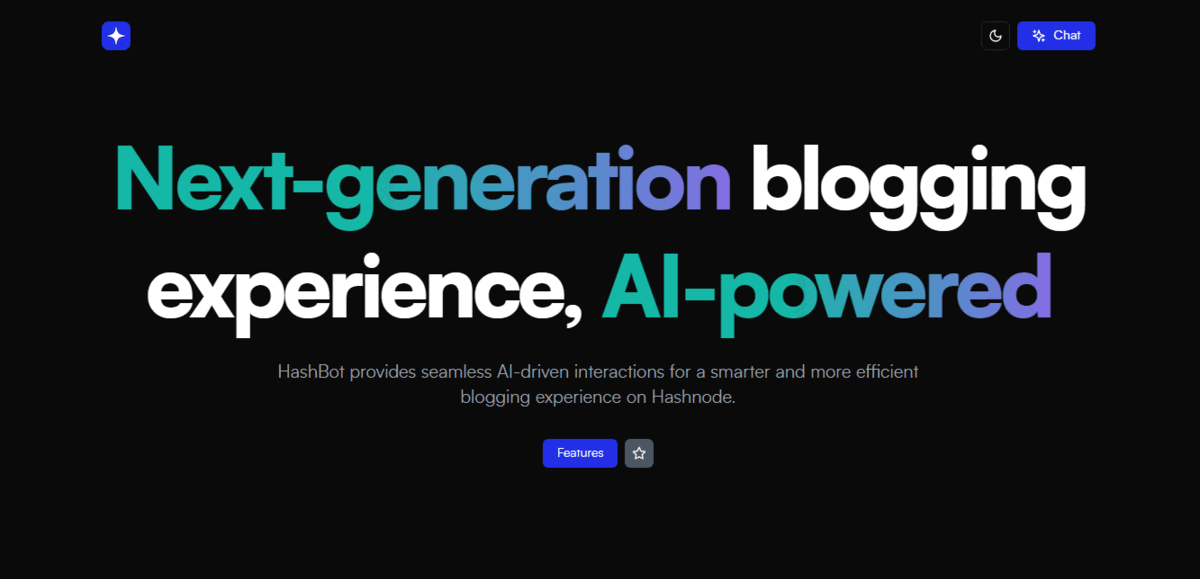 Chat
Next-generation blogging
experience, AI-powered
HashBot provides seamless AI-driven interactions for a smarter and more efficient
blogging experience on Hashnode.
Features